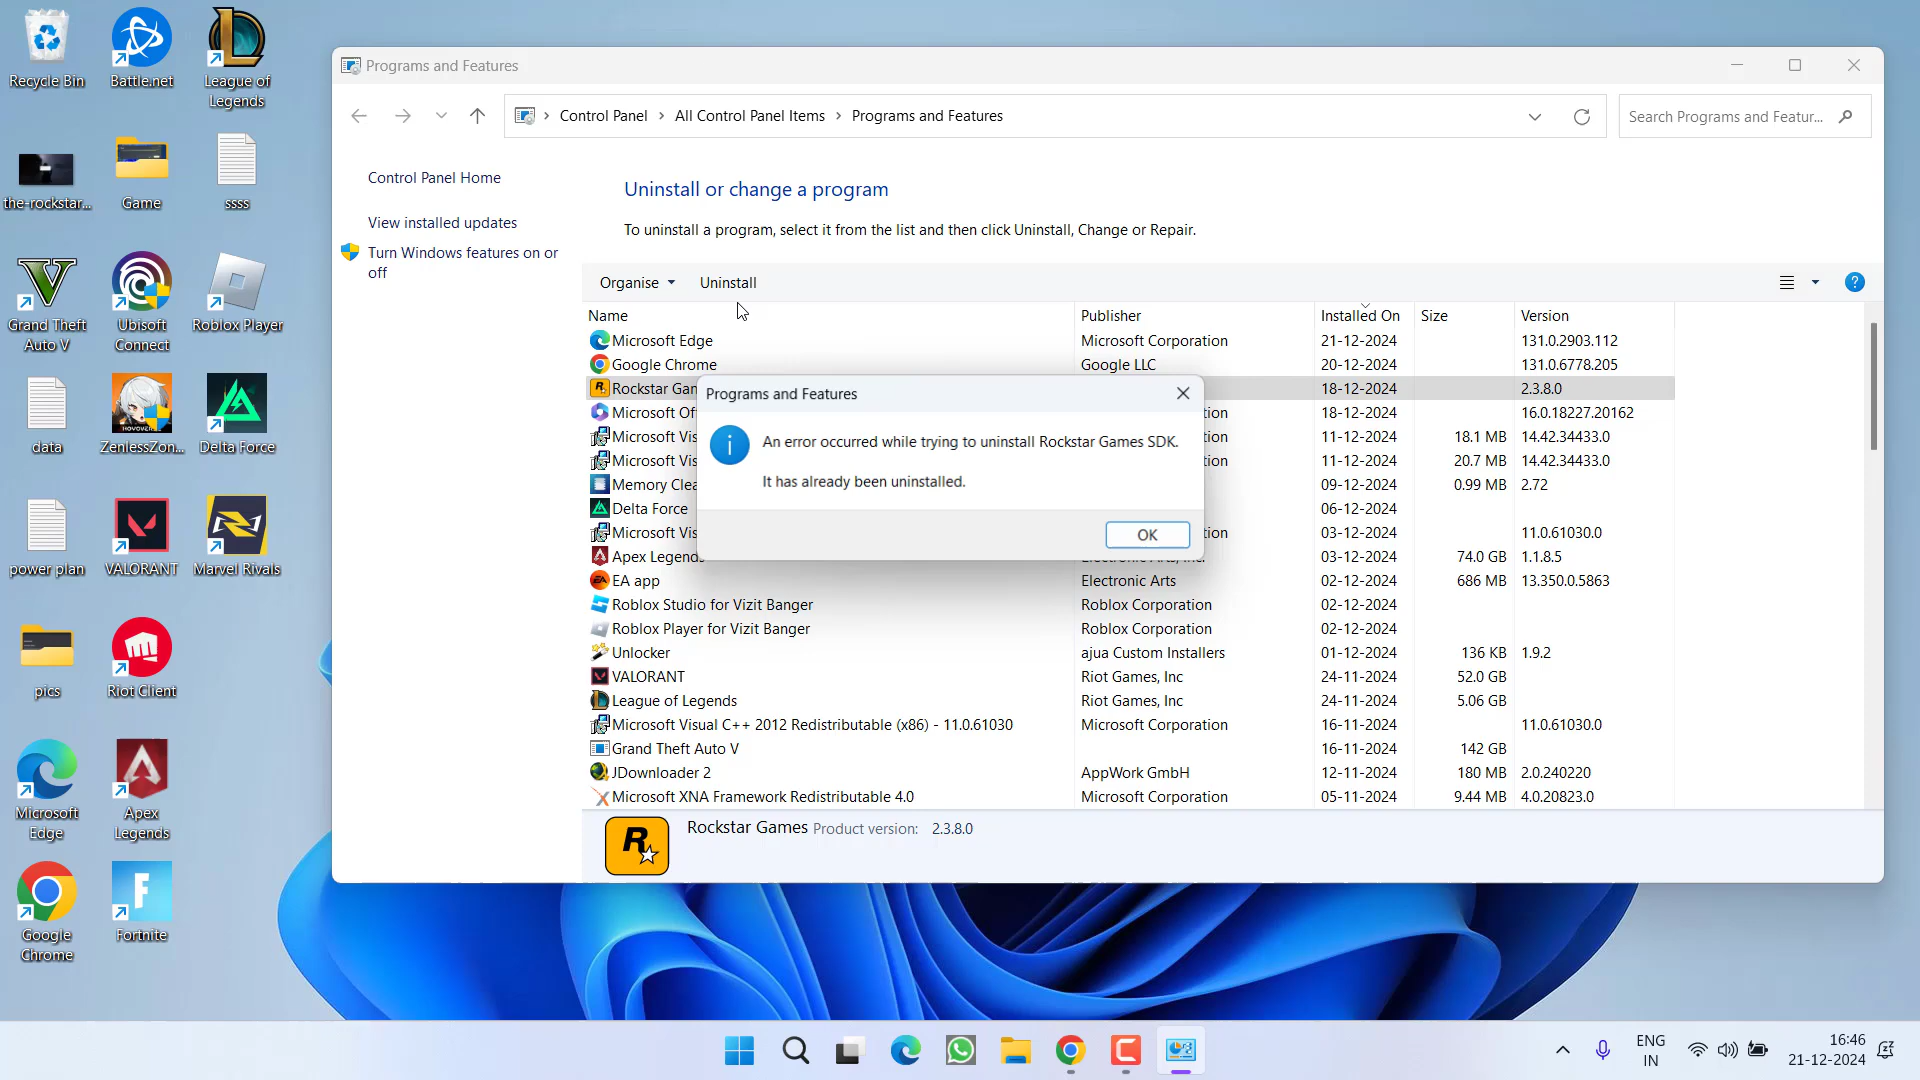 Recycle Bin
Battle.net
League of
Legends
the-rockstar...
Game
ssss
Grand Theft
Auto V
Ubisoft
Connect
Roblox Player
data
ZenlessZon...
Delta Force
power plan
VALORANT
Marvel Rivals
pics
Riot Client
Microsoft
Edge
Apex
Legends
Google
Chrome
Fortnite
Programs and Features
Control Panel > All Control Panel Items > Programs and Features
Search Programs and Featur...
Control Panel Home
View installed updates
Turn Windows features on or
off
Uninstall or change a program
To uninstall a program, select it from the list and then click Uninstall, Change or Repair.
Organise Uninstall
Name Publisher Installed On Size Version
Microsoft Edge Microsoft Corporation 21-12-2024 131.0.2903.112
Google Chrome Google LLC 20-12-2024 131.0.6778.205
Rockstar Gan 18-12-2024 2.3.8.0
Microsoft Of tion 18-12-2024 16.0.18227.20162
Microsoft Vis tion 11-12-2024 18.1 MB 14.42.34433.0
Microsoft Vis tion 11-12-2024 20.7 MB 14.42.34433.0
Memory Clea 09-12-2024 0.99 MB 2.72
Delta Force 06-12-2024
Microsoft Vis tion 03-12-2024 11.0.61030.0
Apex Legends 03-12-2024 74.0 GB 1.1.8.5
EA app Electronic Arts 02-12-2024 686 MB 13.350.0.5863
Roblox Studio for Vizit Banger Roblox Corporation 02-12-2024
Roblox Player for Vizit Banger Roblox Corporation 02-12-2024
Unlocker ajua Custom Installers 01-12-2024 136 KB 1.9.2
VALORANT Riot Games, Inc 24-11-2024 52.0 GB
League of Legends Riot Games, Inc 24-11-2024 5.06 GB
Microsoft Visual C++ 2012 Redistributable (x86) - 11.0.61030 Microsoft Corporation 16-11-2024 11.0.61030.0
Grand Theft Auto V 16-11-2024 142 GB
JDownloader 2 AppWork GmbH 12-11-2024 180 MB 2.0.240220
Microsoft XNA Framework Redistributable 4.0 Microsoft Corporation 05-11-2024 9.44 MB 4.0.20823.0
Programs and Features
An error occurred while trying to uninstall Rockstar Games SDK.
It has already been uninstalled.
OK
Rockstar Games Product version: 2.3.8.0
ENG
IN
16:46
21-12-2024